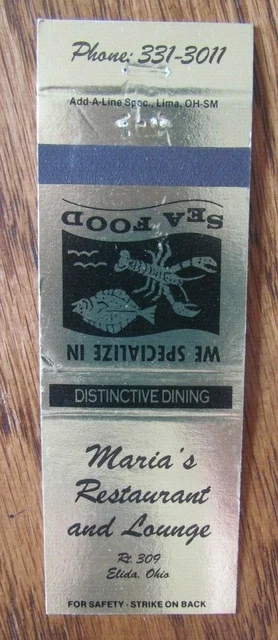 Phone: 331-3011
Add-A-Line Spec., Lima, OH-SM
WE SPECIALIZE IN
SEA FOOD
DISTINCTIVE DINING
Maria's
Restaurant
and Lounge
Rt 309
Elida, Ohio
FOR SAFETY - STRIKE ON BACK